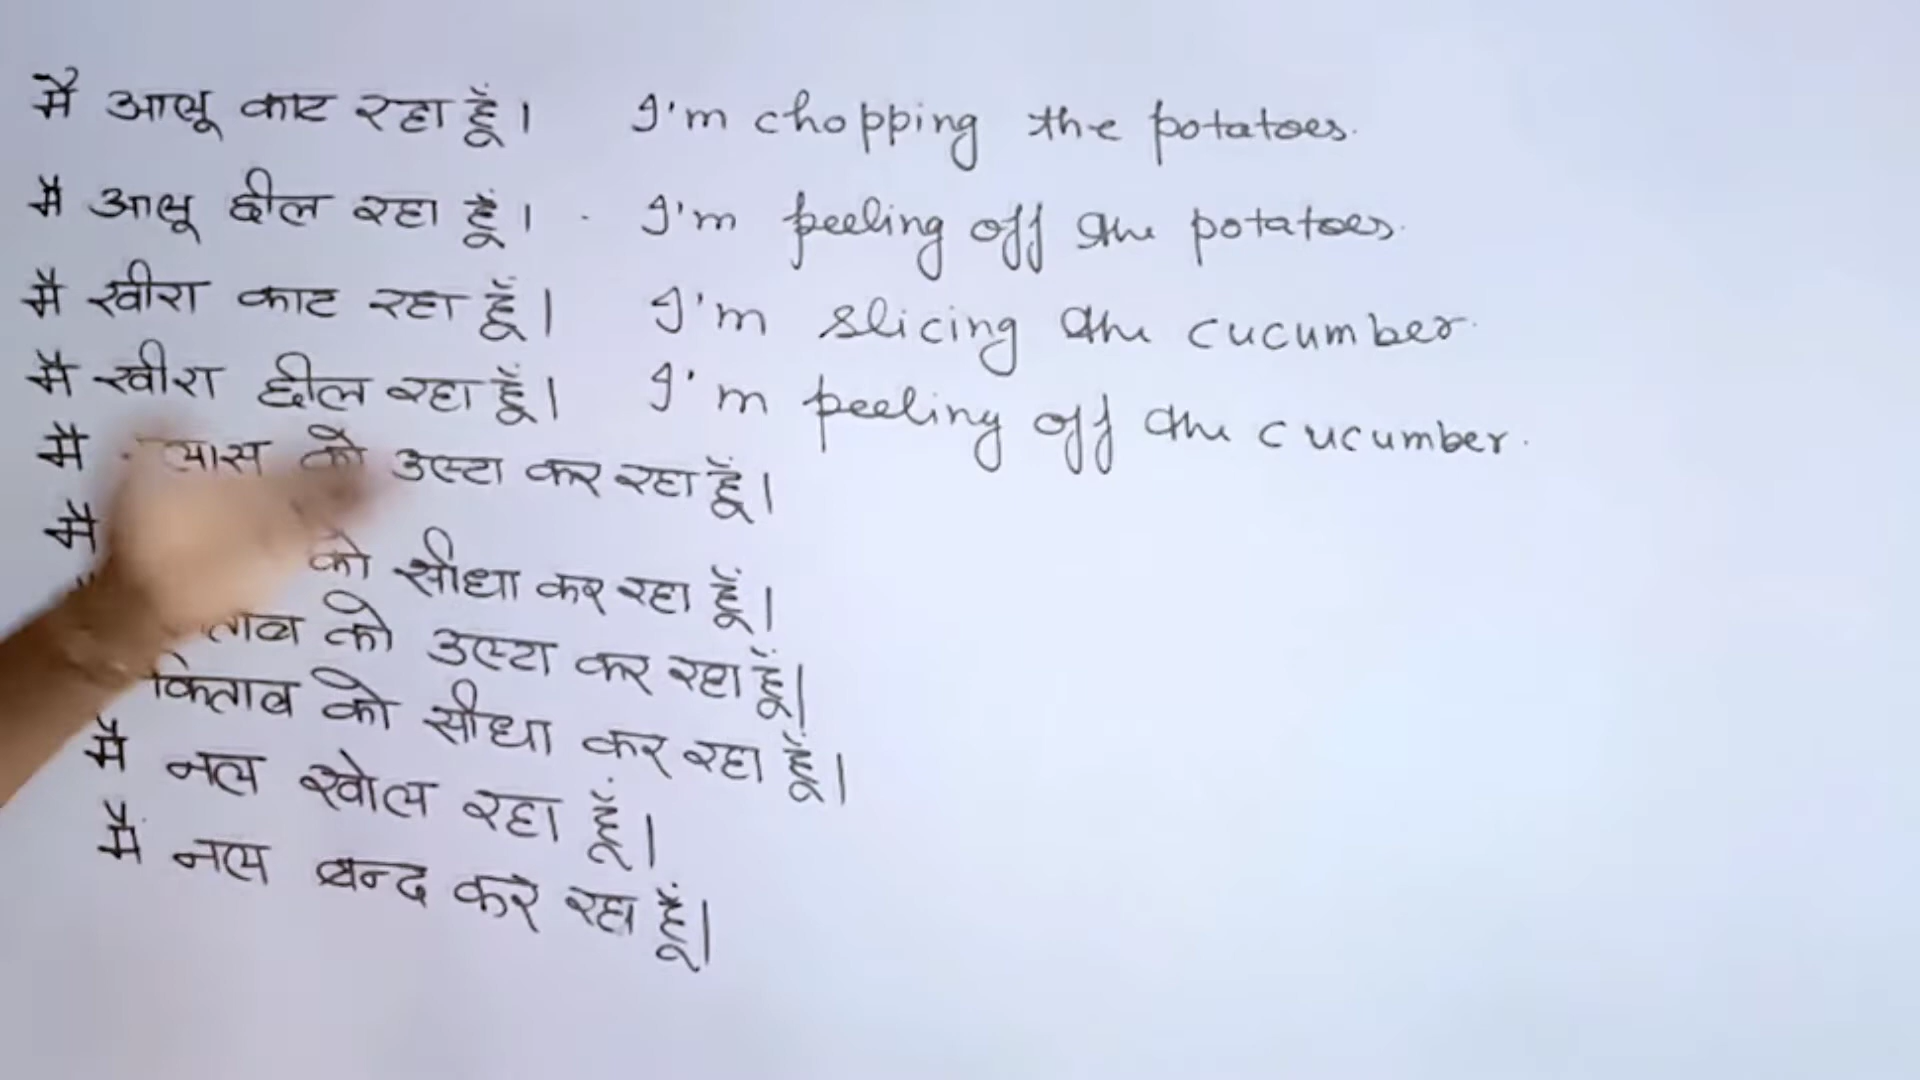 मैं आलू काट रहा हूँ। I'm chopping the potatoes.
मैं आलू छील रहा हूँ। I'm peeling off the potatoes.
मैं खीरा काट रहा हूँ। I'm slicing the cucumber.
मैं खीरा छील रहा हूँ। I'm peeling off the cucumber.
मैं को उल्टा कर रहा हूँ।
मैं को सीधा कर रहा हूँ।
को उल्टा कर रहा हूँ।
किताब को सीधा कर रहा हूँ।
मैं नल खोल रहा हूँ।
मैं नल बन्द कर रहा हूँ।